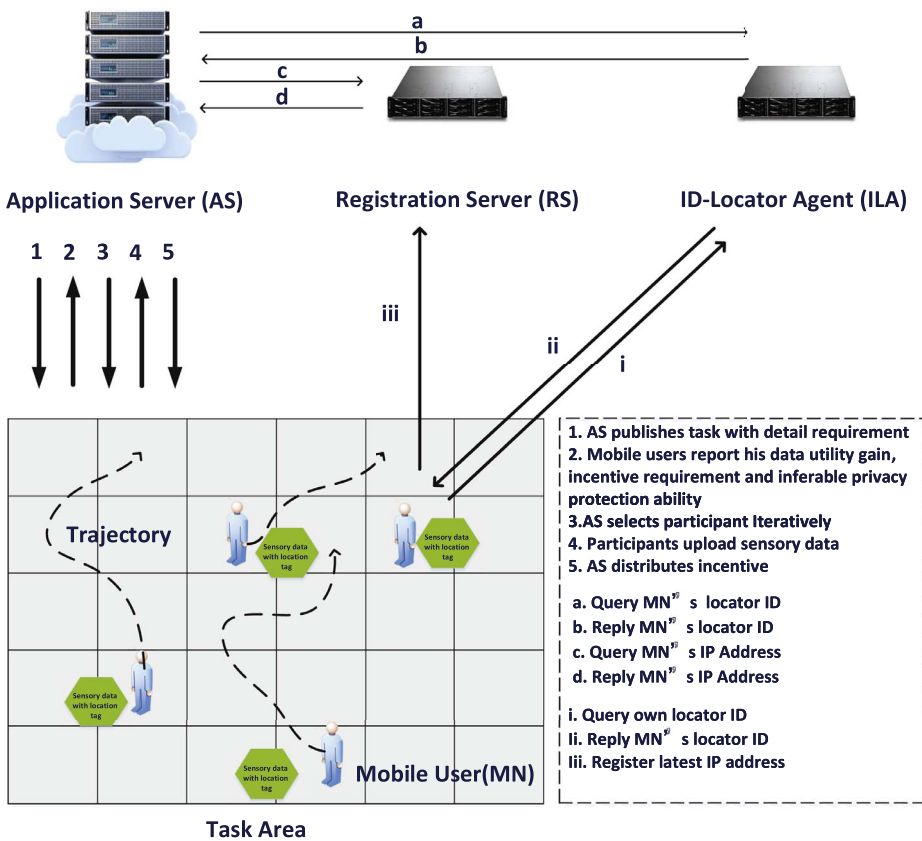 a
b
c
d
Application Server (AS)
Registration Server (RS)
ID-Locator Agent (ILA)
1 2 3 4 5
iii
ii
i
Trajectory
Sensory data
with location
tag
Sensory data
with location
tag
Sensory data
with location
tag
Sensory data
with location
tag
Mobile User(MN)
Task Area
1. AS publishes task with detail requirement
2. Mobile users report his data utility gain,
incentive requirement and inferable privacy
protection ability
3.AS selects participant Iteratively
4. Participants upload sensory data
5. AS distributes incentive
a. Query MN" s locator ID
b. Reply MN" s locator ID
c. Query MN" s IP Address
d. Reply MN" s IP Address
i. Query own locator ID
Ii. Reply MN" s locator ID
Iii. Register latest IP address